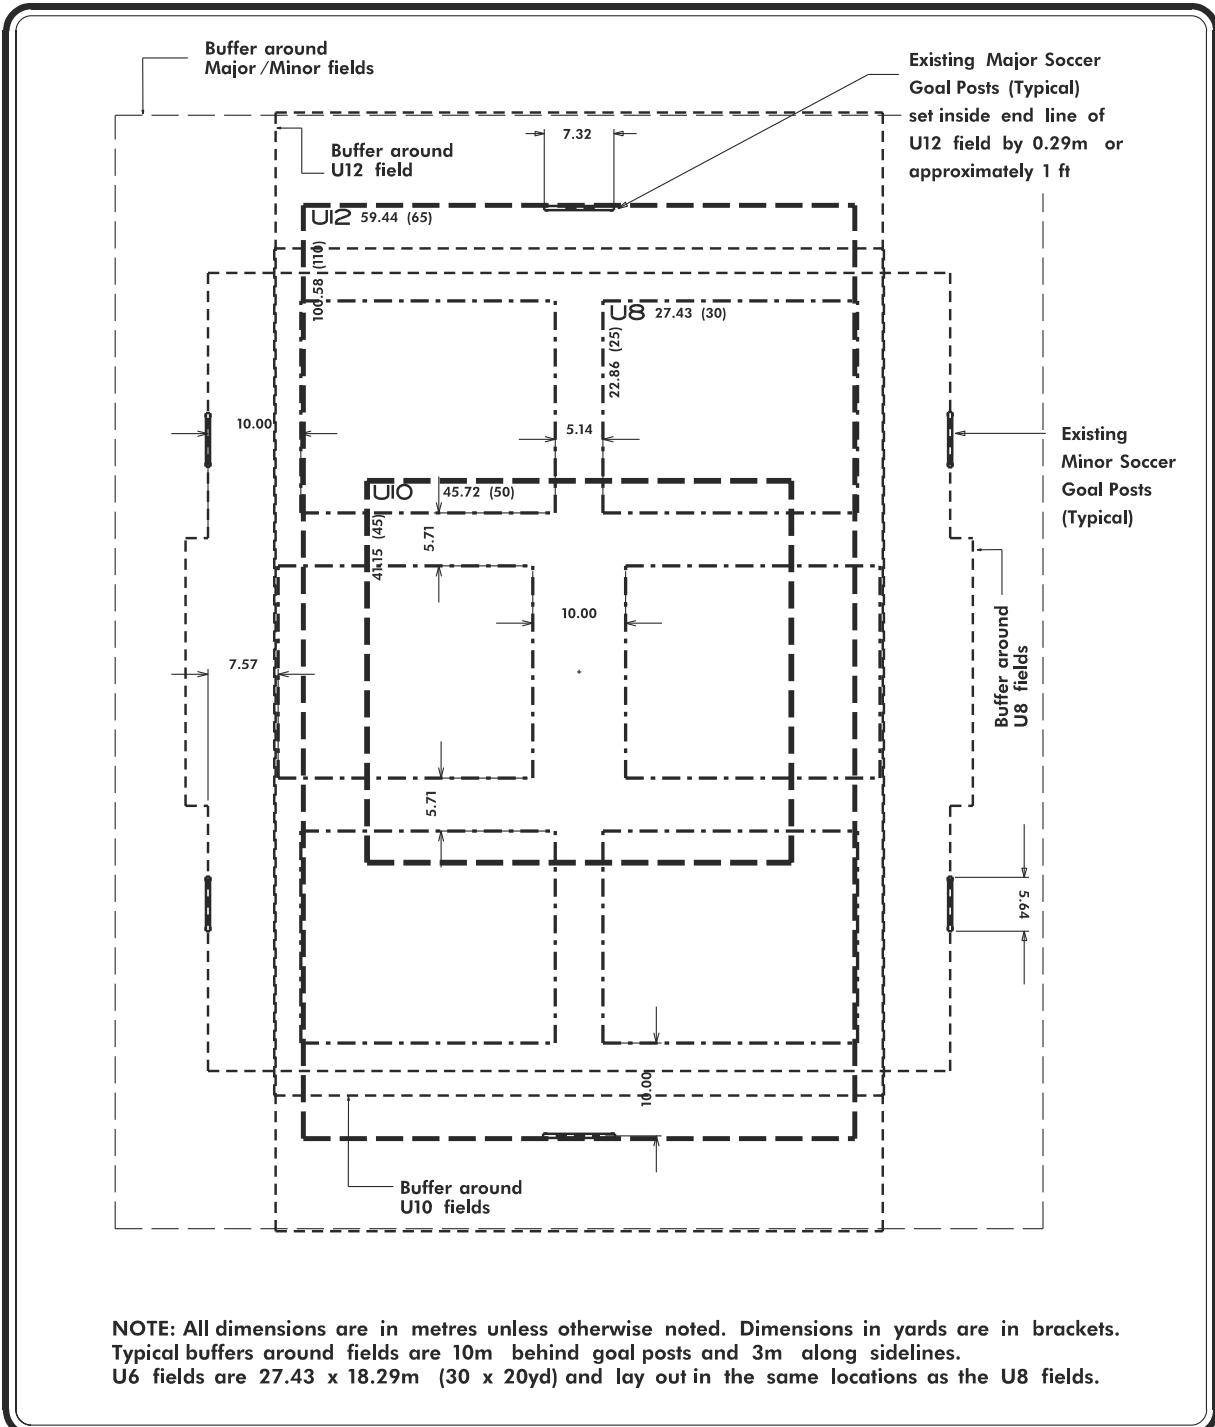 Buffer around
Major /Minor fields
Existing Major Soccer
Goal Posts (Typical)
set inside end line of
U12 field by 0.29m or
approximately 1 ft
7.32
Buffer around
U12 field
U12 59.44 (65)
100.58 (110)
U8 27.43 (30)
22.86 (25)
10.00
5.14
Existing
Minor Soccer
Goal Posts
(Typical)
U10 45.72 (50)
41.15 (45)
5.71
10.00
7.57
Buffer around
U8 fields
5.71
5.64
10.00
Buffer around
U10 fields
NOTE: All dimensions are in metres unless otherwise noted. Dimensions in yards are in brackets.
Typical buffers around fields are 10m behind goal posts and 3m along sidelines.
U6 fields are 27.43 x 18.29m (30 x 20yd) and lay out in the same locations as the U8 fields.